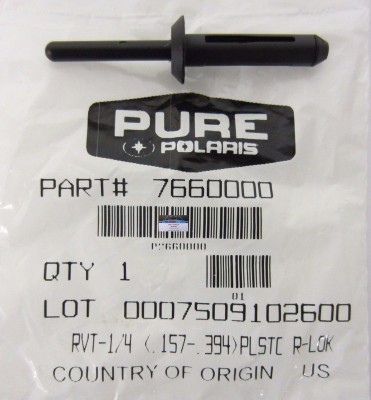 PURE
POLARIS
PART# 7660000
P7660000
QTY 1
01
LOT 0007509102600
RVT-1/4 (.157-.394)PLSTC R-LOK
COUNTRY OF ORIGIN US